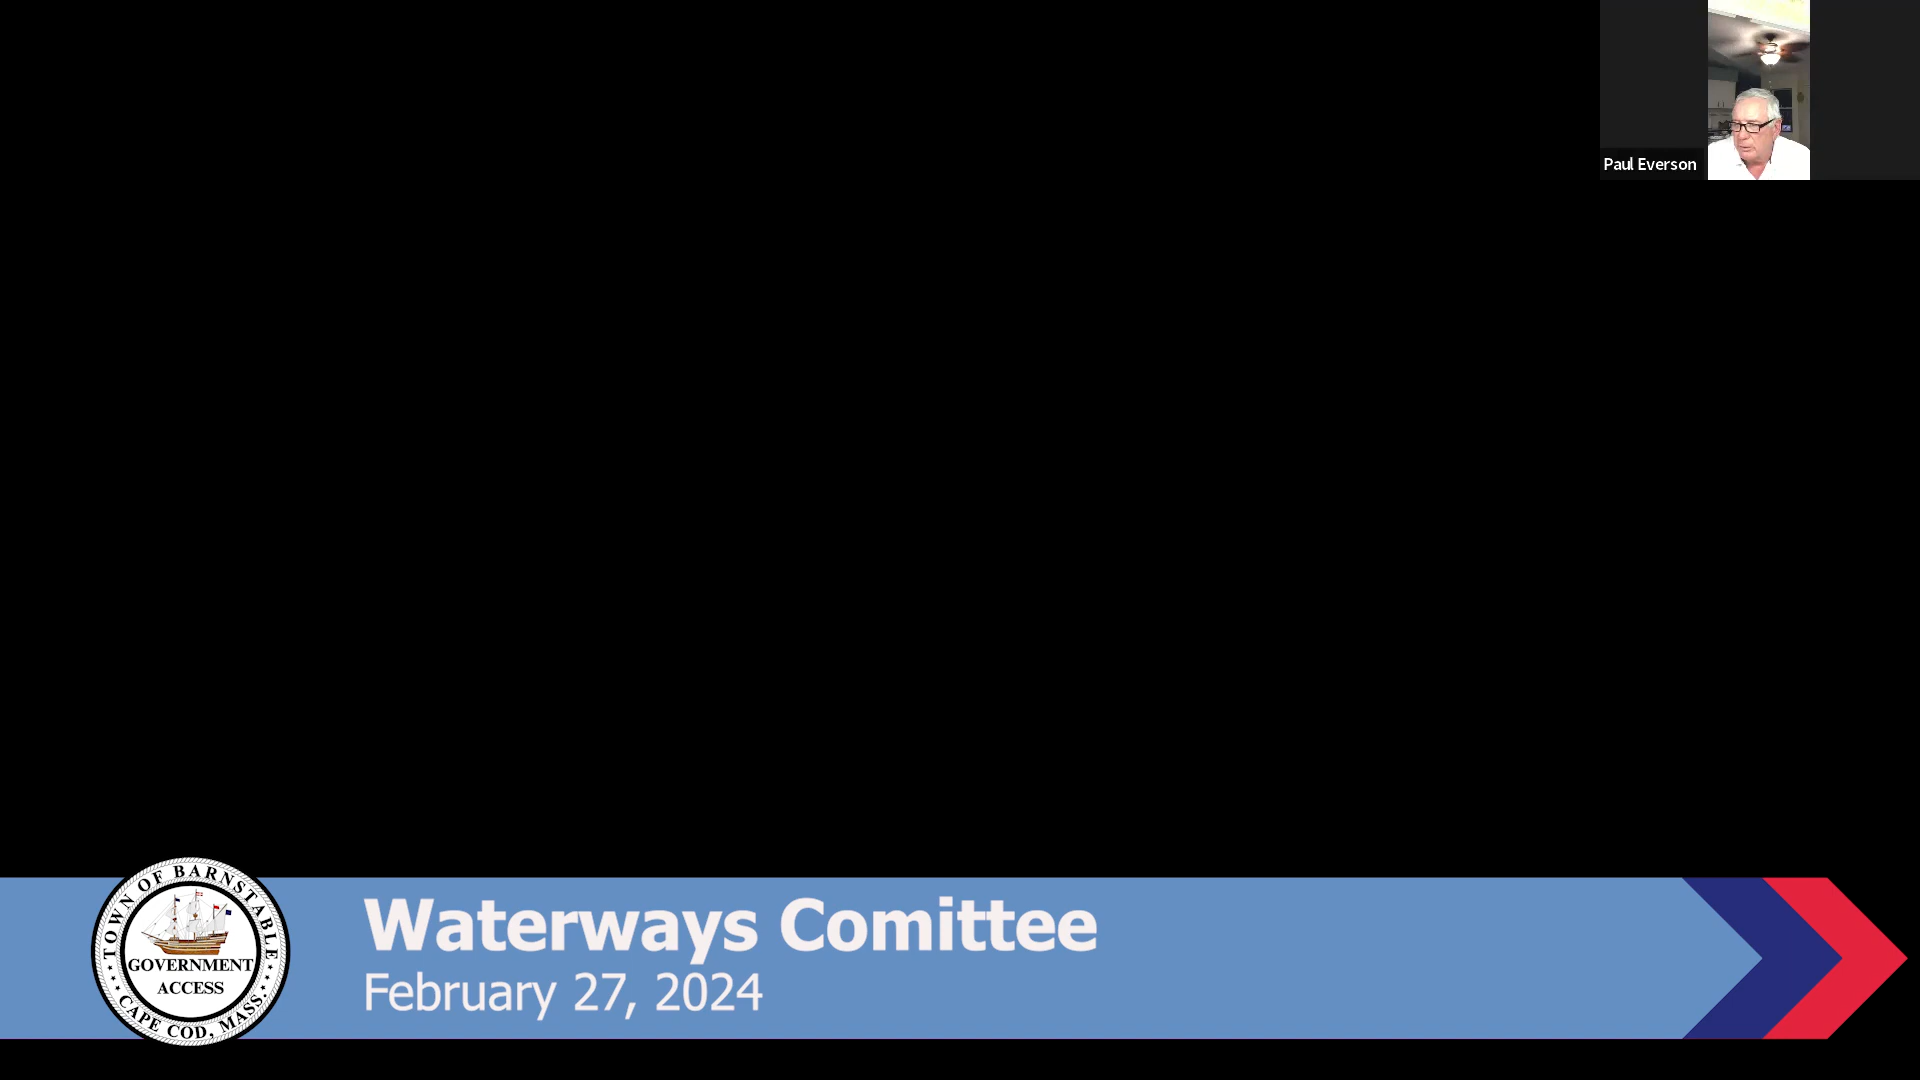 Paul Everson
TOWN OF BARNSTABLE
GOVERNMENT
ACCESS
CAPE COD, MASS.
Waterways Comittee
February 27, 2024